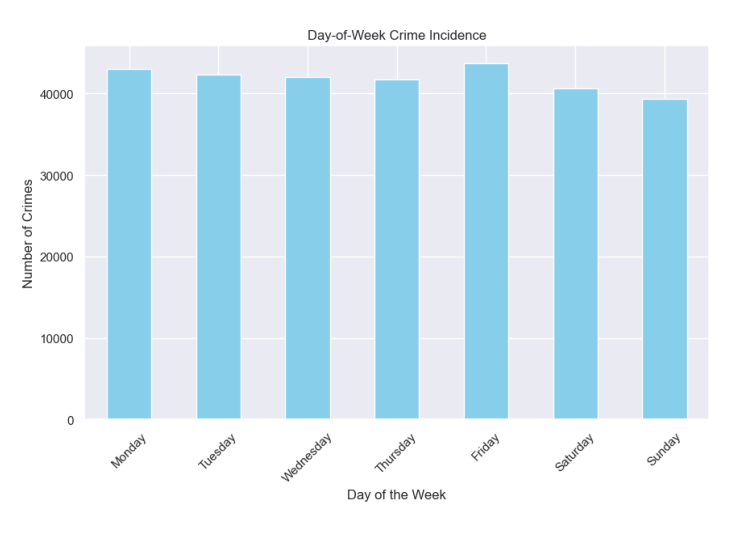 Day-of-Week Crime Incidence
Number of Crimes
40000
30000
20000
10000
0
Monday
Tuesday
Wednesday
Thursday
Friday
Saturday
Sunday
Day of the Week